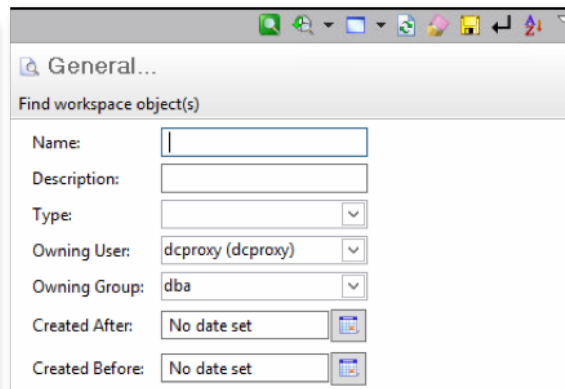 General...
Find workspace object(s)
Name:
Description:
Type:
Owning User: dcproxy (dcproxy)
Owning Group: dba
Created After: No date set
Created Before: No date set